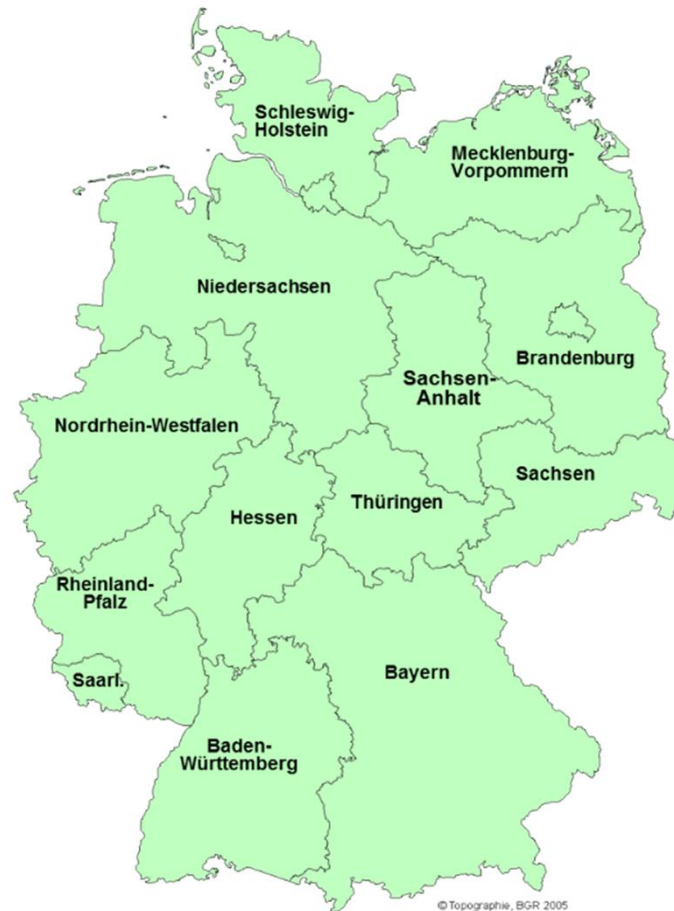 Schleswig-
Holstein
Mecklenburg-
Vorpommern
Niedersachsen
Brandenburg
Sachsen-
Anhalt
Nordrhein-Westfalen
Sachsen
Thüringen
Hessen
Rheinland-
Pfalz
Saarl.
Bayern
Baden-
Württemberg
© Topographie, BGR 2005